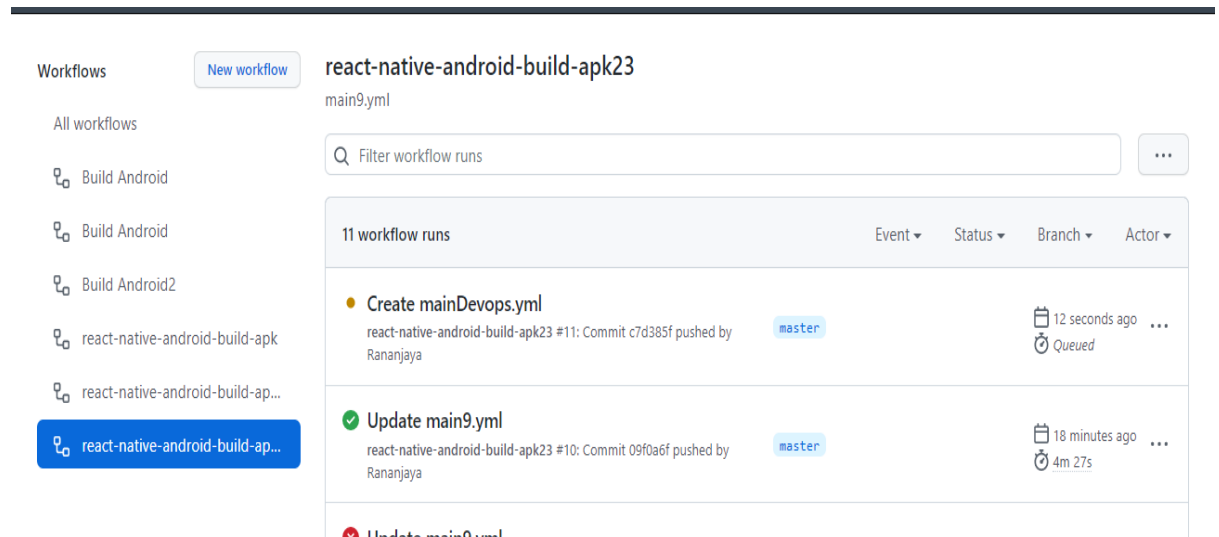 Workflows
New workflow
All workflows
Build Android
Build Android
Build Android2
react-native-android-build-apk
react-native-android-build-ap...
react-native-android-build-ap...
react-native-android-build-apk23
main9.yml
Filter workflow runs
11 workflow runs
Event
Status
Branch
Actor
Create mainDevops.yml
react-native-android-build-apk23 #11: Commit c7d385f pushed by
Rananjaya
master
12 seconds ago
Queued
Update main9.yml
react-native-android-build-apk23 #10: Commit 09f0a6f pushed by
Rananjaya
master
18 minutes ago
4m 27s
Update main9.yml